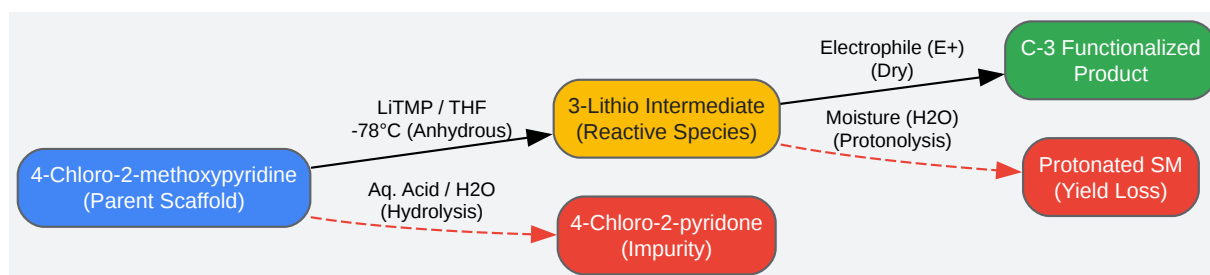 4-Chloro-2-methoxypyridine
(Parent Scaffold)
LiTMP / THF
-78°C (Anhydrous)
Aq. Acid / H2O
(Hydrolysis)
3-Lithio Intermediate
(Reactive Species)
4-Chloro-2-pyridone
(Impurity)
Electrophile (E+)
(Dry)
Moisture (H2O)
(Protonolysis)
C-3 Functionalized
Product
Protonated SM
(Yield Loss)